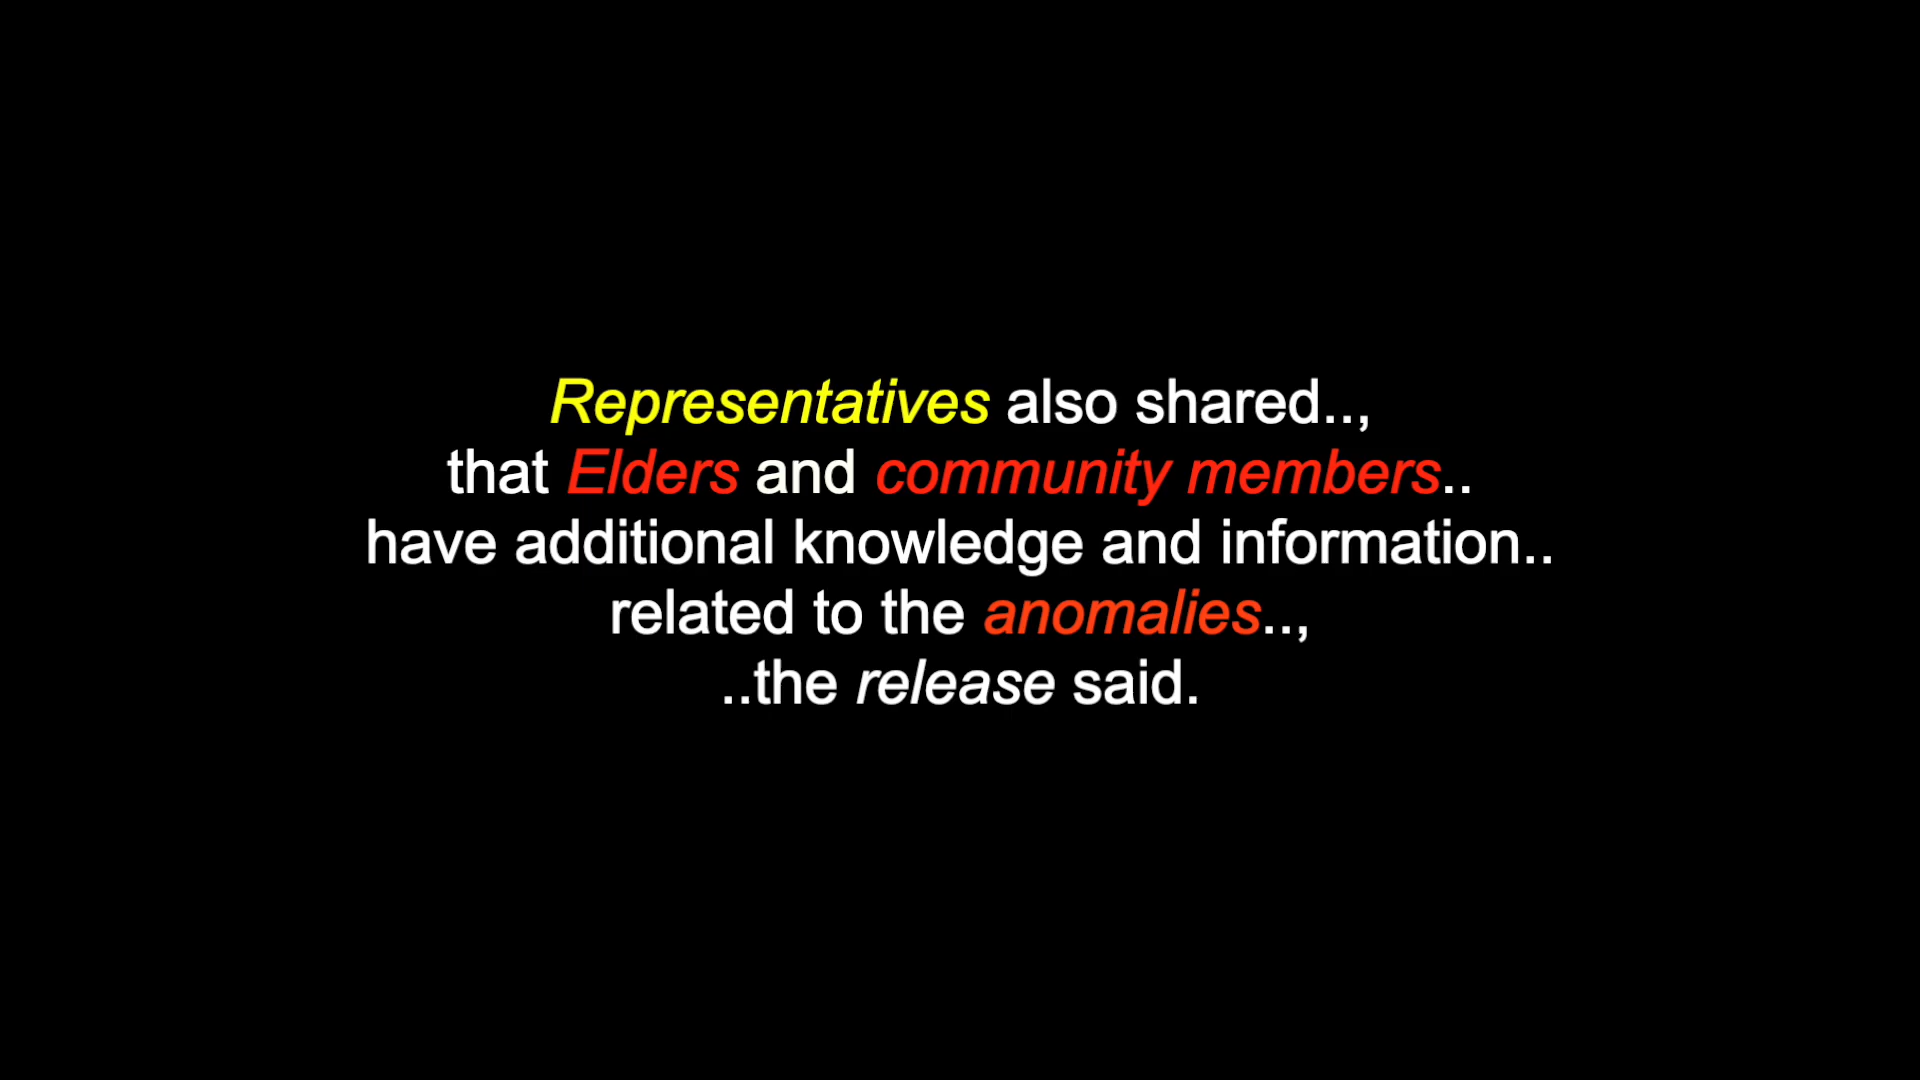 Representatives also shared..,
that Elders and community members..
have additional knowledge and information..
related to the anomalies..,
..the release said.